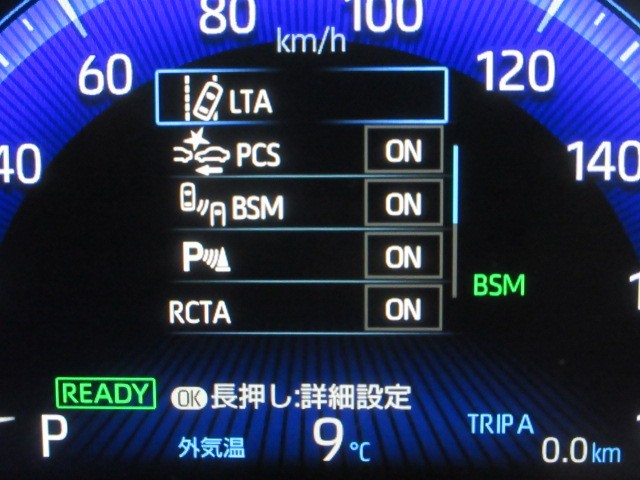 80 100
km/h
60 120
LTA
40 140
PCS ON
BSM ON
P ON
BSM
RCTA ON
READY OK 長押し:詳細設定
P 外気温 9℃ TRIP A
0.0km